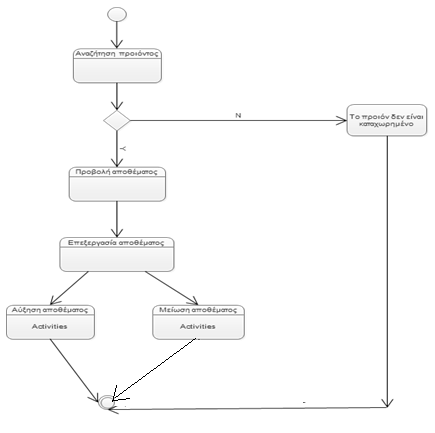 Αναζήτηση προιόντος
N
Το προιόν δεν είναι
καταχωρημένο
Y
Προβολή αποθέματος
Επεξεργασία αποθέματος
Αύξηση αποθέματος
Activities
Μείωση αποθέματος
Activities